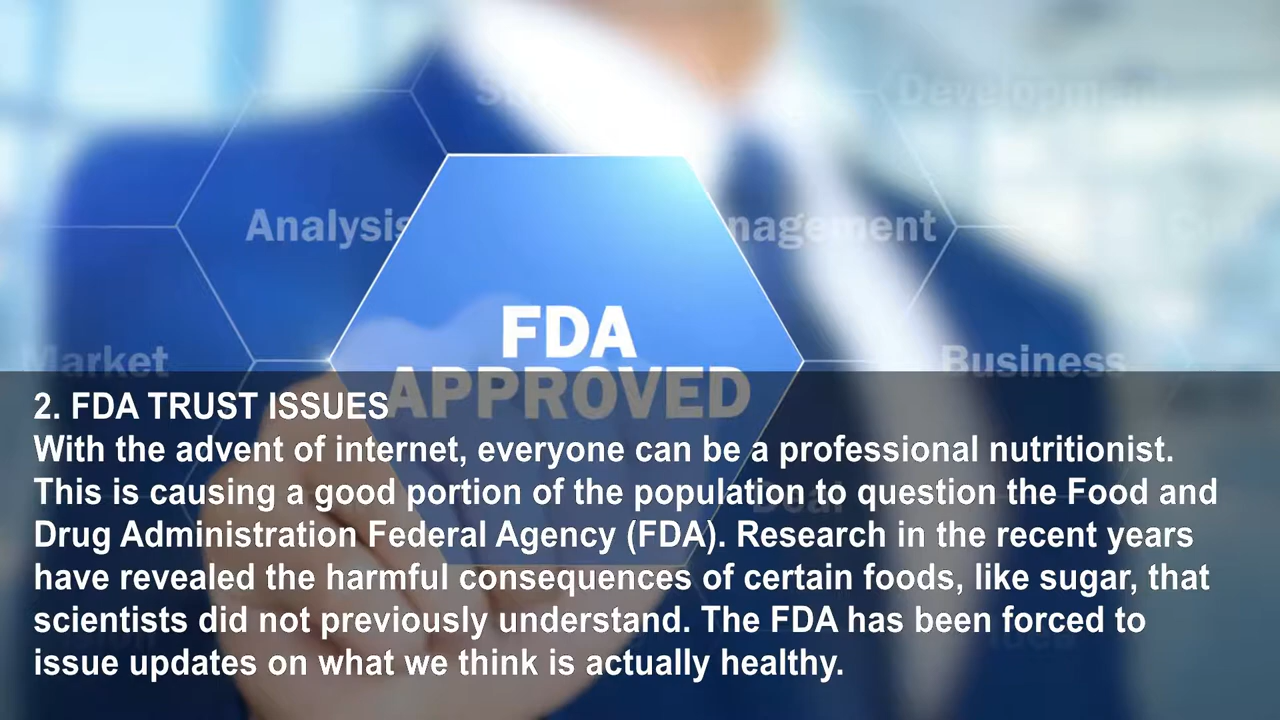 Development
Analysis
nagement
FDA
Market
Business
APPROVED
2. FDA TRUST ISSUES
With the advent of internet, everyone can be a professional nutritionist.
This is causing a good portion of the population to question the Food and
Drug Administration Federal Agency (FDA). Research in the recent years
have revealed the harmful consequences of certain foods, like sugar, that
scientists did not previously understand. The FDA has been forced to
issue updates on what we think is actually healthy.